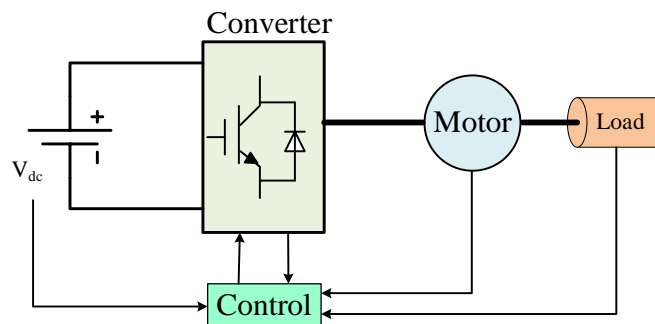 Converter
+
Motor
Load
V_dc
Control